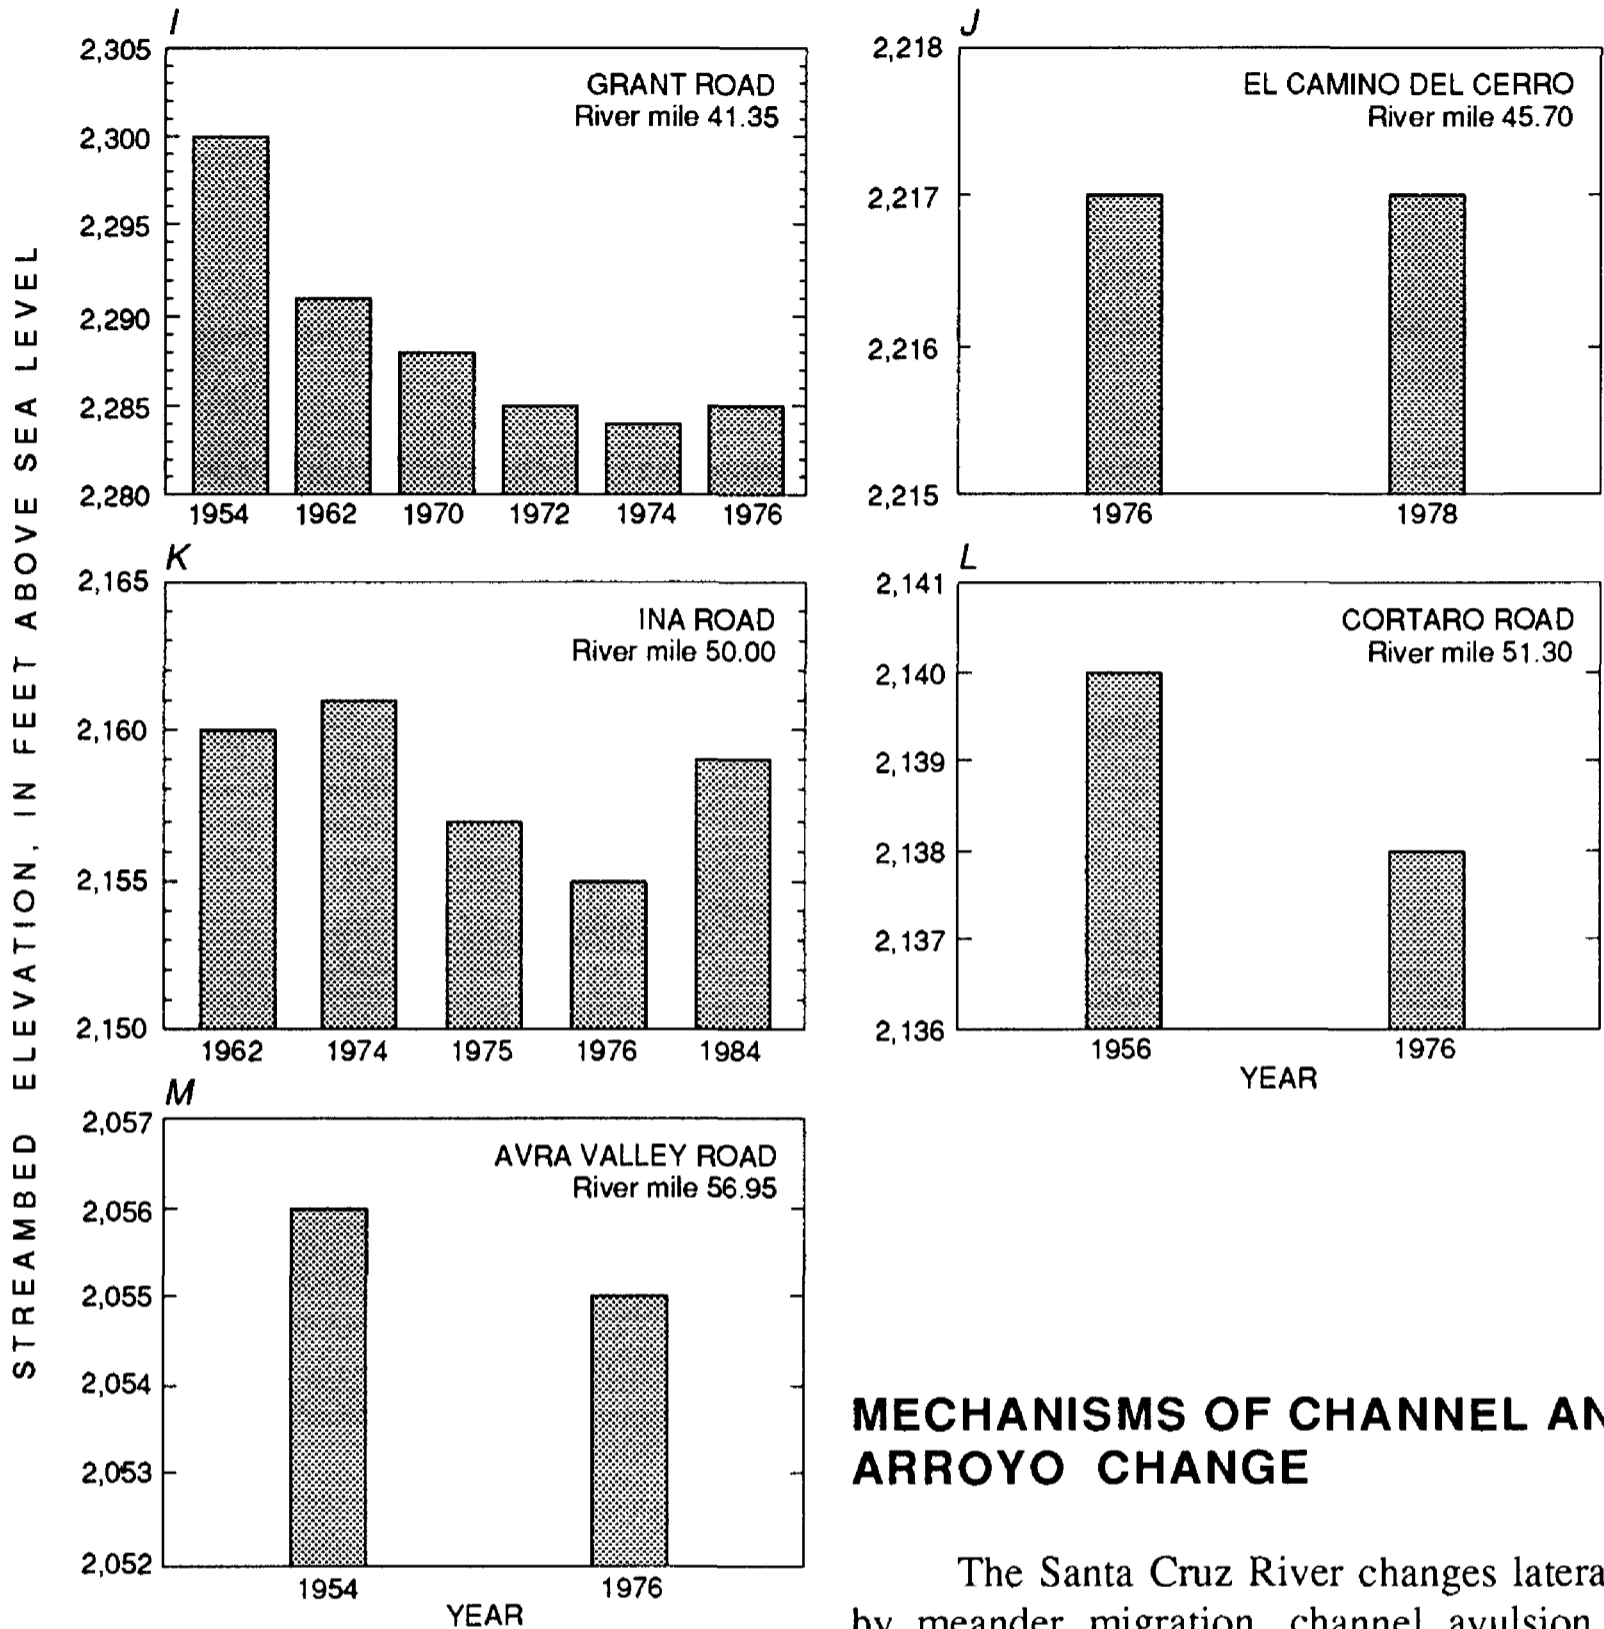 STREAMBED ELEVATION, IN FEET ABOVE SEA LEVEL
I
2,305
2,300
2,295
2,290
2,285
2,280
GRANT ROAD
River mile 41.35
1954 1962 1970 1972 1974 1976
J
2,218
2,217
2,216
2,215
EL CAMINO DEL CERRO
River mile 45.70
1976 1978
K
2,165
2,160
2,155
2,150
INA ROAD
River mile 50.00
1962 1974 1975 1976 1984
L
2,141
2,140
2,139
2,138
2,137
2,136
CORTARO ROAD
River mile 51.30
1956 1976
YEAR
M
2,057
2,056
2,055
2,054
2,053
2,052
AVRA VALLEY ROAD
River mile 56.95
1954 1976
YEAR
MECHANISMS OF CHANNEL AN
ARROYO CHANGE
The Santa Cruz River changes latera
by meander migration, channel avulsion